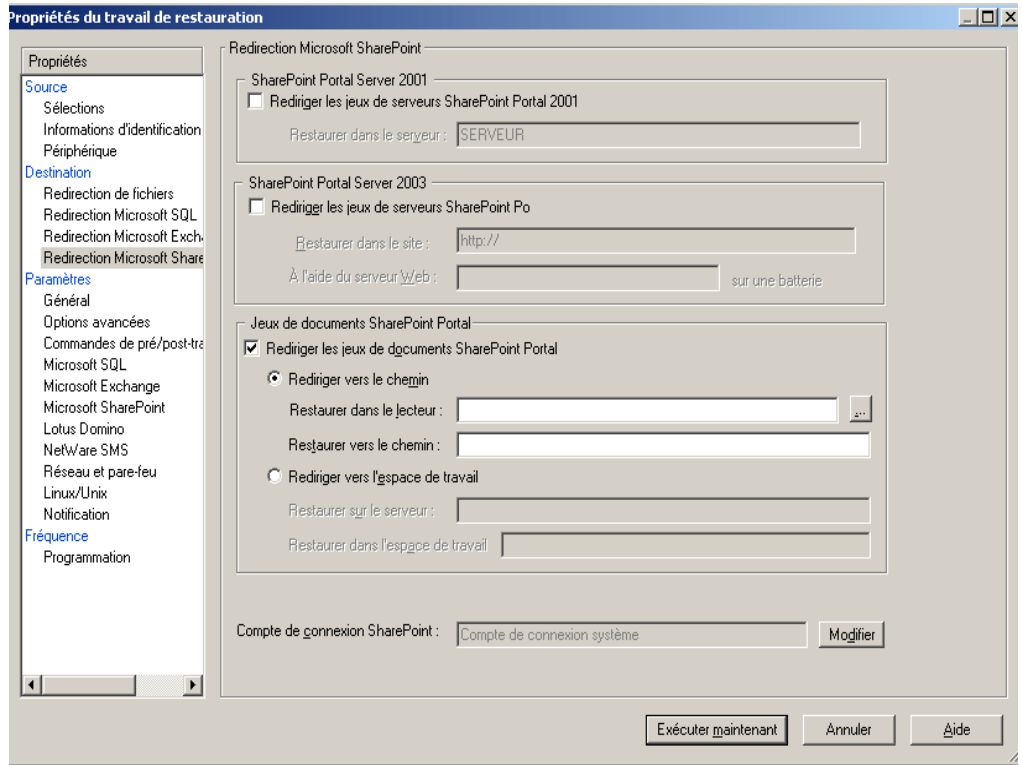 Propriétés du travail de restauration
Propriétés
Source
Sélections
Informations d'identification
Périphérique
Destination
Redirection de fichiers
Redirection Microsoft SQL
Redirection Microsoft Exch
Redirection Microsoft Share
Paramètres
Général
Options avancées
Commandes de pré/post-tra
Microsoft SQL
Microsoft Exchange
Microsoft SharePoint
Lotus Domino
NetWare SMS
Réseau et pare-feu
Linux/Unix
Notification
Fréquence
Programmation
Redirection Microsoft SharePoint
SharePoint Portal Server 2001
Rediriger les jeux de serveurs SharePoint Portal 2001
Restaurer dans le serveur : SERVEUR
SharePoint Portal Server 2003
Rediriger les jeux de serveurs SharePoint Po
Restaurer dans le site : http://
À l'aide du serveur Web : sur une batterie
Jeux de documents SharePoint Portal
Rediriger les jeux de documents SharePoint Portal
Rediriger vers le chemin
Restaurer dans le lecteur : ...
Restaurer vers le chemin :
Rediriger vers l'espace de travail
Restaurer sur le serveur :
Restaurer dans l'espace de travail
Compte de connexion SharePoint : Compte de connexion système Modifier
Exécuter maintenant Annuler Aide